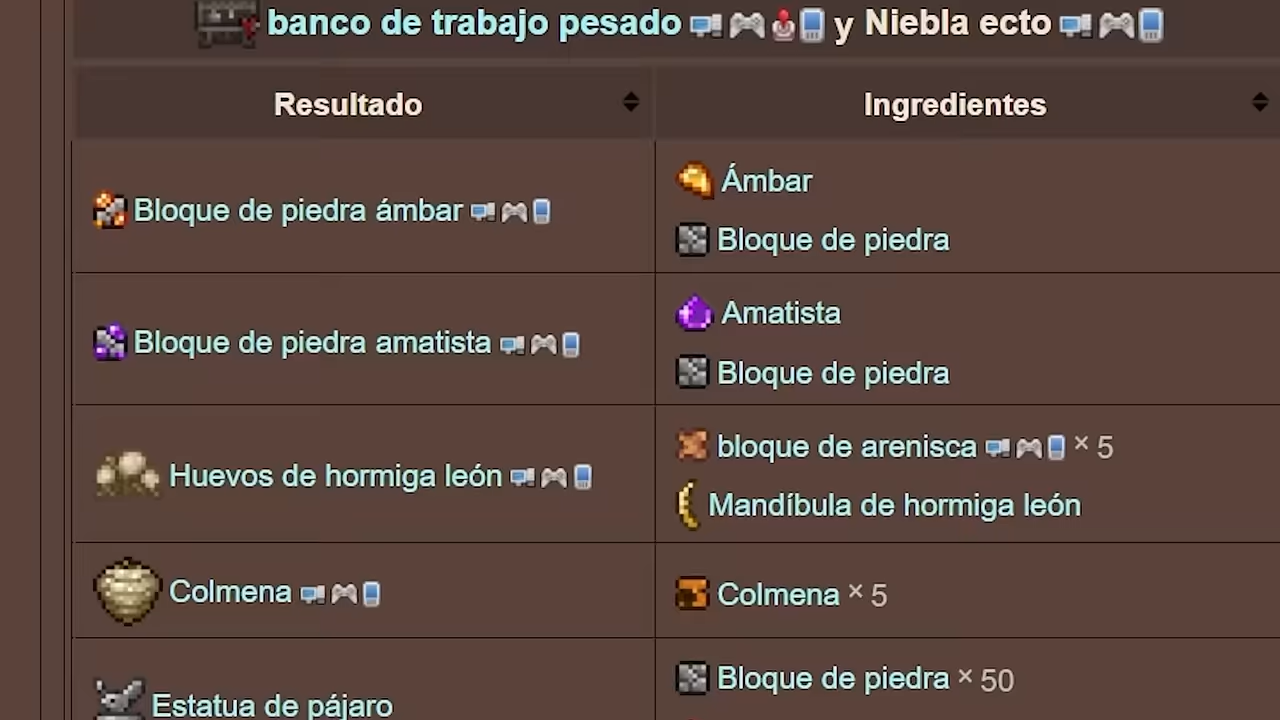 banco de trabajo pesado y Niebla ecto
Resultado Ingredientes
Bloque de piedra ámbar
Ámbar
Bloque de piedra
Bloque de piedra amatista
Amatista
Bloque de piedra
Huevos de hormiga león
bloque de arenisca × 5
Mandíbula de hormiga león
Colmena
Colmena × 5
Estatua de pájaro
Bloque de piedra × 50